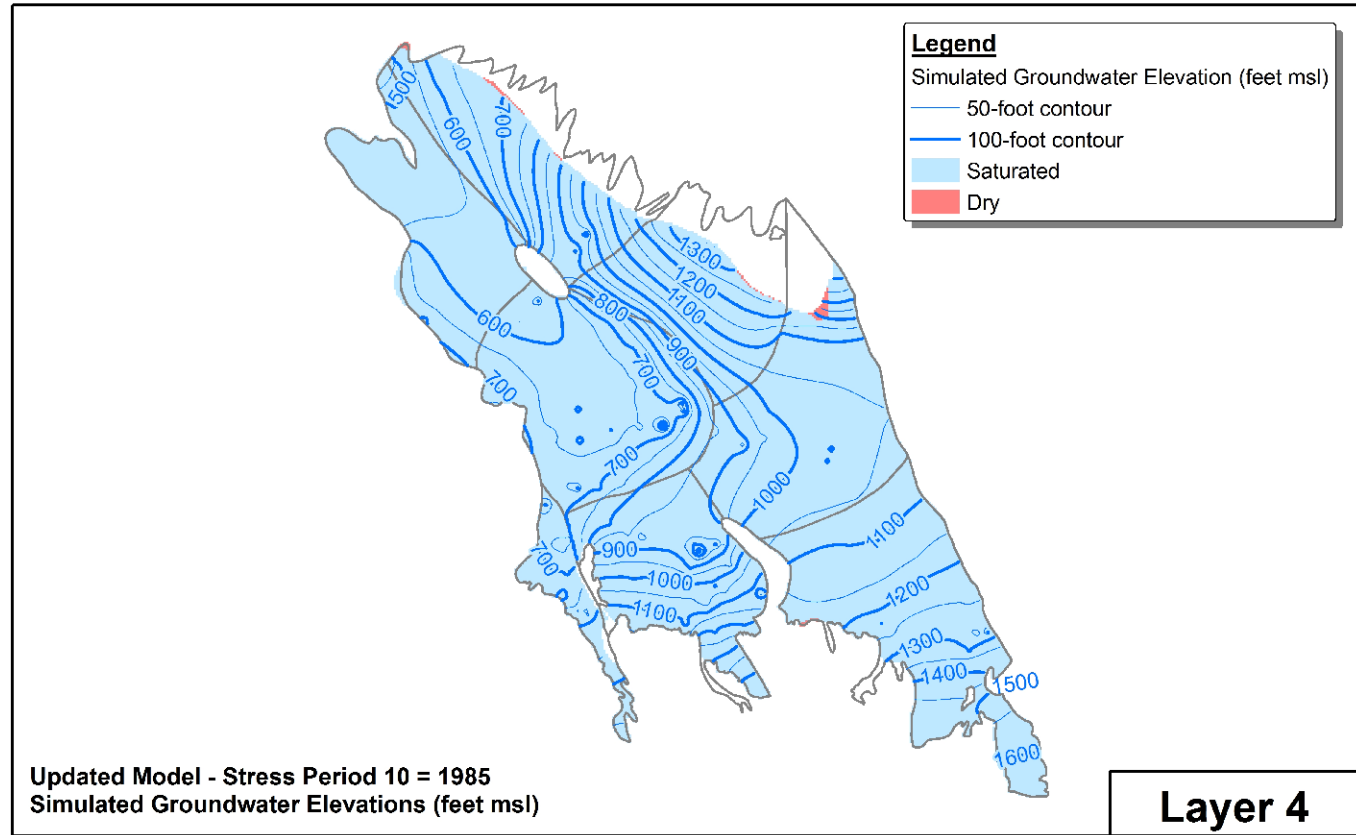 Legend
Simulated Groundwater Elevation (feet msl)
50-foot contour
100-foot contour
Saturated
Dry
1500
600
700
1300
1200
1100
800
900
700
600
700
700
1000
1100
700
900
1000
1200
1100
1300
1400
1500
1600
Updated Model - Stress Period 10 = 1985
Simulated Groundwater Elevations (feet msl)
Layer 4